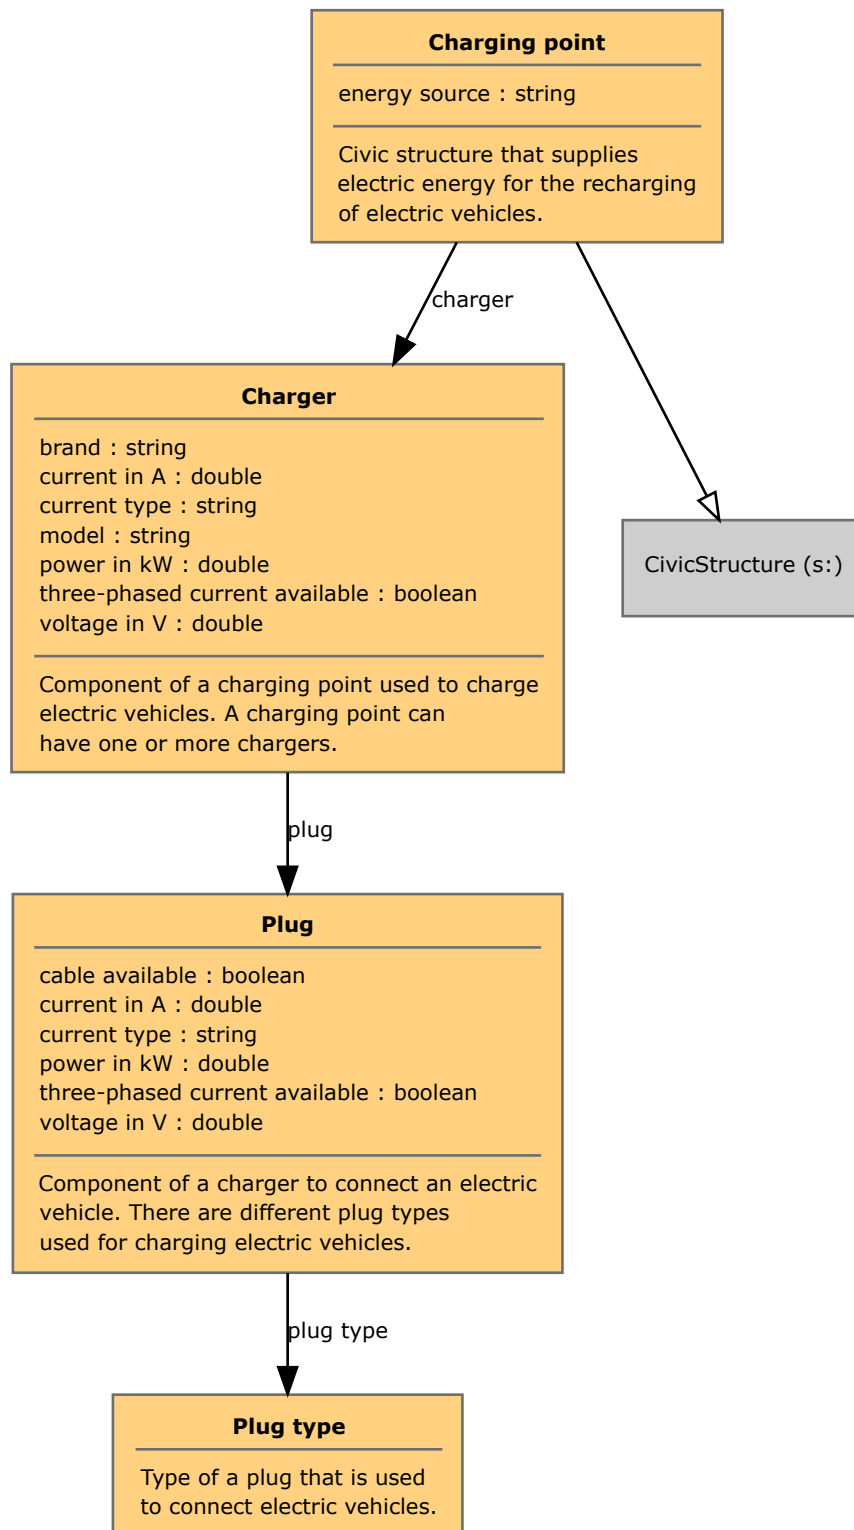 Charging point
energy source : string
Civic structure that supplies
electric energy for the recharging
of electric vehicles.
charger
Charger
brand : string
current in A : double
current type : string
model : string
power in kW : double
three-phased current available : boolean
voltage in V : double
Component of a charging point used to charge
electric vehicles. A charging point can
have one or more chargers.
CivicStructure (s:)
plug
Plug
cable available : boolean
current in A : double
current type : string
power in kW : double
three-phased current available : boolean
voltage in V : double
Component of a charger to connect an electric
vehicle. There are different plug types
used for charging electric vehicles.
plug type
Plug type
Type of a plug that is used
to connect electric vehicles.